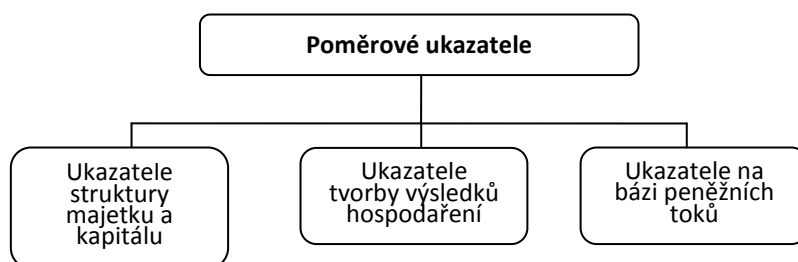 Poměrové ukazatele
Ukazatele
struktury
majetku a
kapitálu
Ukazatele
tvorby výsledků
hospodaření
Ukazatele na
bázi peněžních
toků